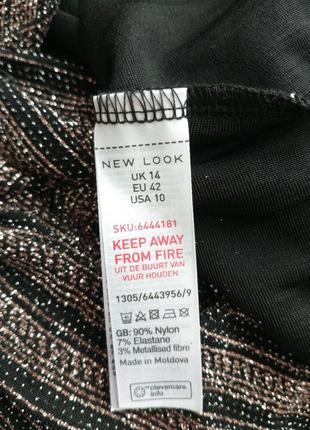 NEW LOOK
UK 14
EU 42
USA 10
SKU:6444181
KEEP AWAY
FROM FIRE
UIT DE BUURT VAN
VUUR HOUDEN
1305/6443956/9
GB: 90% Nylon
7% Elastane
3% Metallised fibre*
Made in Moldova
clevercare.
info